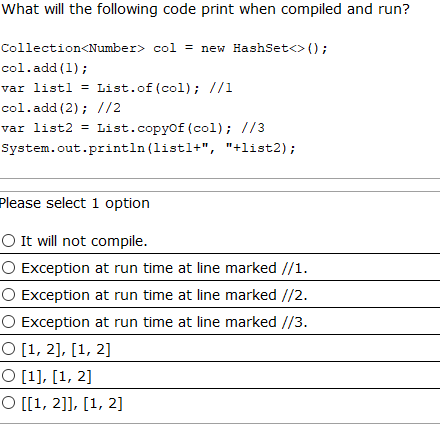 What will the following code print when compiled and run?
Collection<Number> col = new HashSet<>();
col.add(1);
var list1 = List.of(col); //1
col.add(2); //2
var list2 = List.copyOf(col); //3
System.out.println(list1+", "+list2);
Please select 1 option
It will not compile.
Exception at run time at line marked //1.
Exception at run time at line marked //2.
Exception at run time at line marked //3.
[1, 2], [1, 2]
[1], [1, 2]
[[1, 2]], [1, 2]